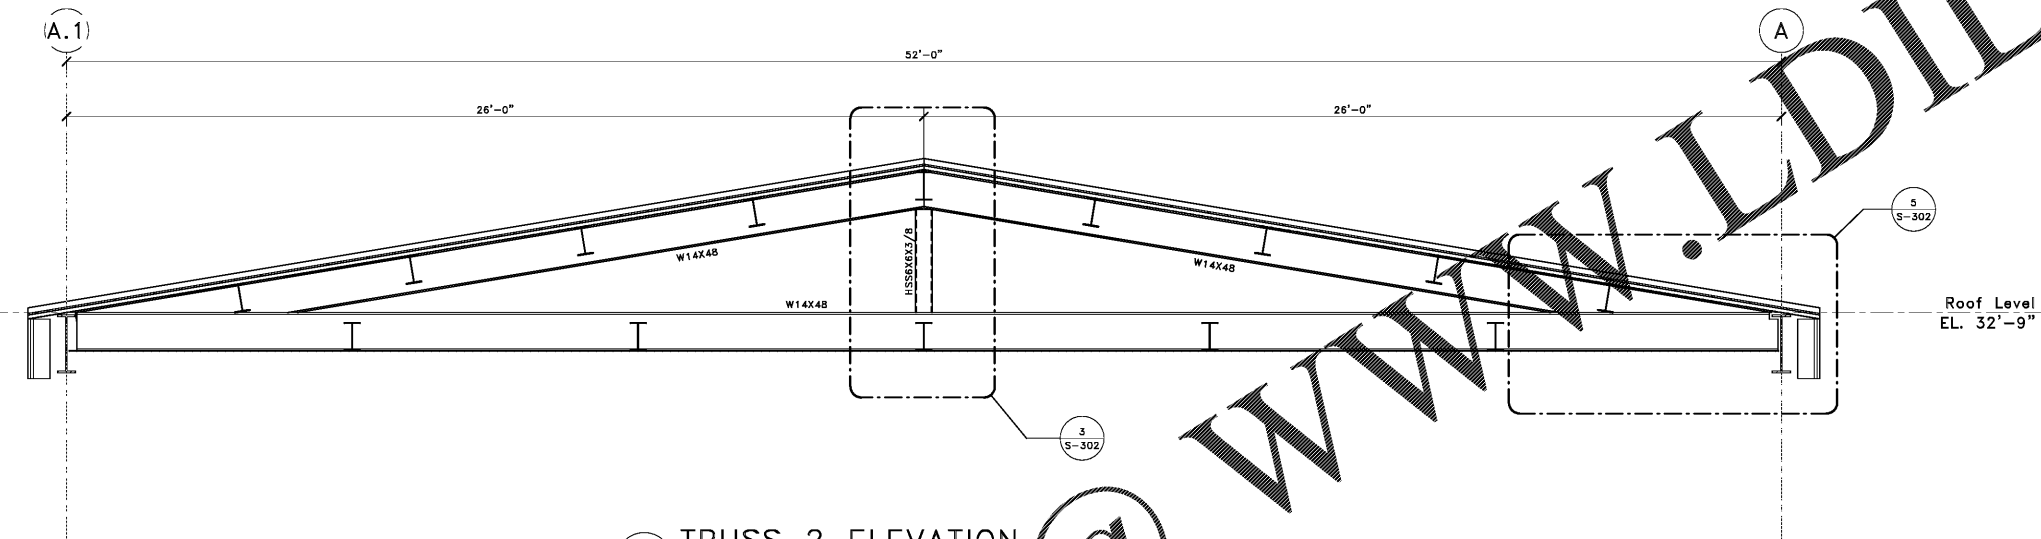 A.1
A
52'-0"
26'-0"
26'-0"
5
S-302
W14X48
HSS6X6X3/8
W14X48
W14X48
Roof Level
EL. 32'-9"
3
S-302
TRUSS 2 ELEVATION
@ WWW.LDIL